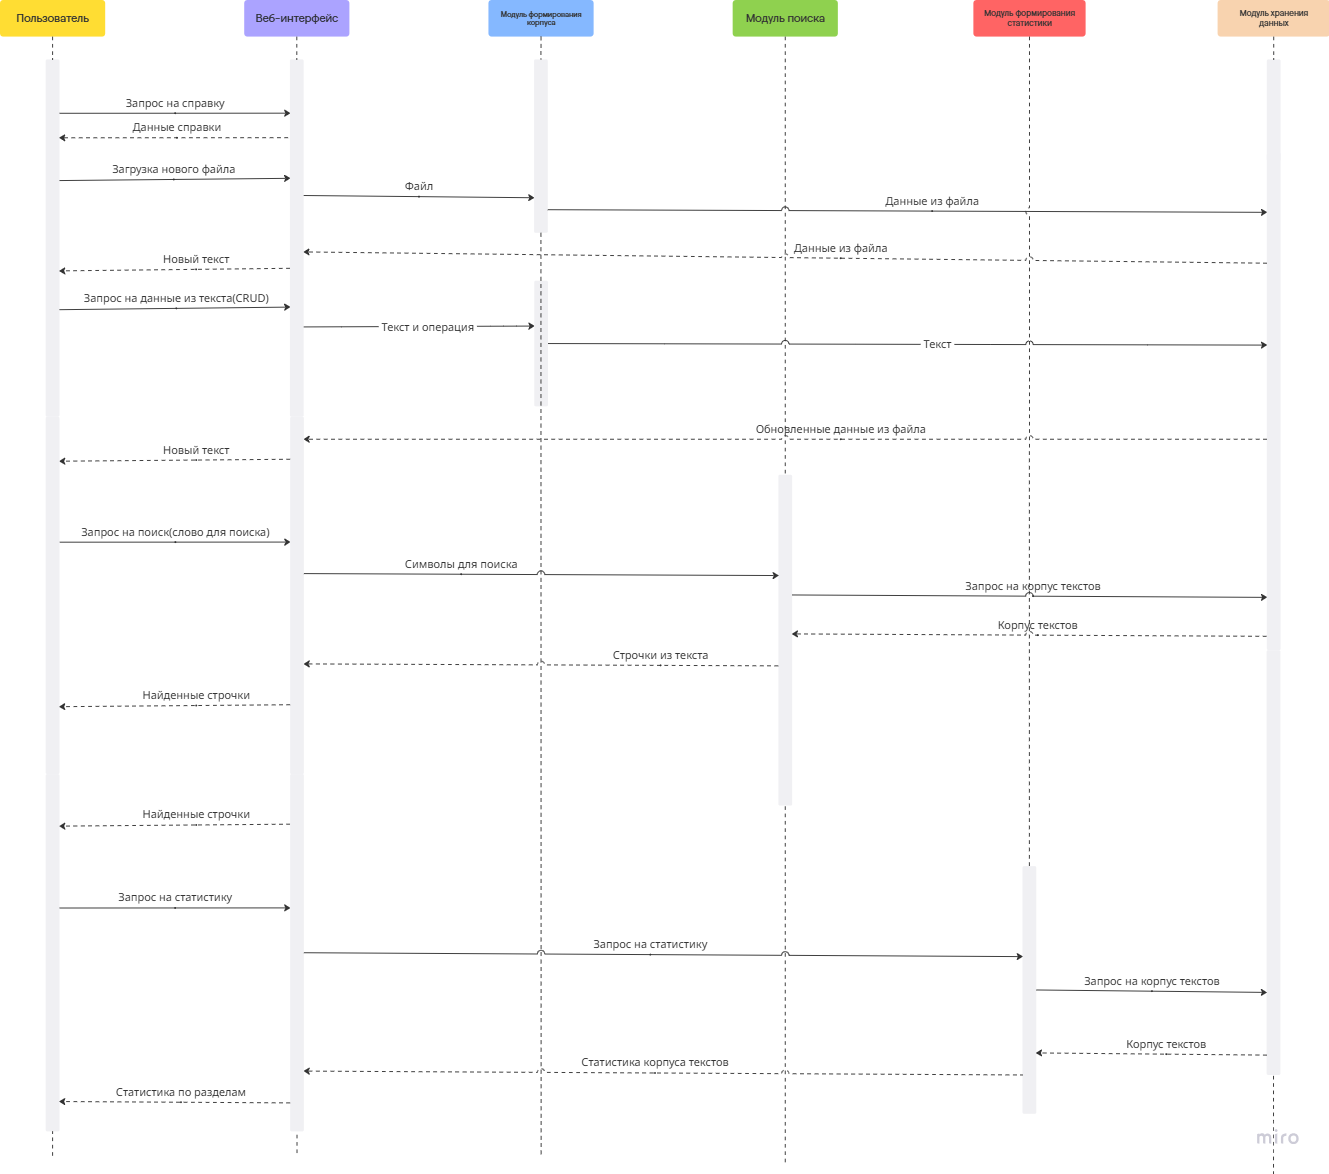 Пользователь
Веб-интерфейс
Модуль формирования
корпуса
Модуль поиска
Модуль формирования
статистики
Модуль хранения
данных
Запрос на справку
Данные справки
Загрузка нового файла
Файл
Данные из файла
Данные из файла
Новый текст
Запрос на данные из текста(CRUD)
Текст и операция
Текст
Обновленные данные из файла
Новый текст
Запрос на поиск(слово для поиска)
Символы для поиска
Запрос на корпус текстов
Корпус текстов
Строчки из текста
Найденные строчки
Найденные строчки
Запрос на статистику
Запрос на статистику
Запрос на корпус текстов
Корпус текстов
Статистика корпуса текстов
Статистика по разделам
miro